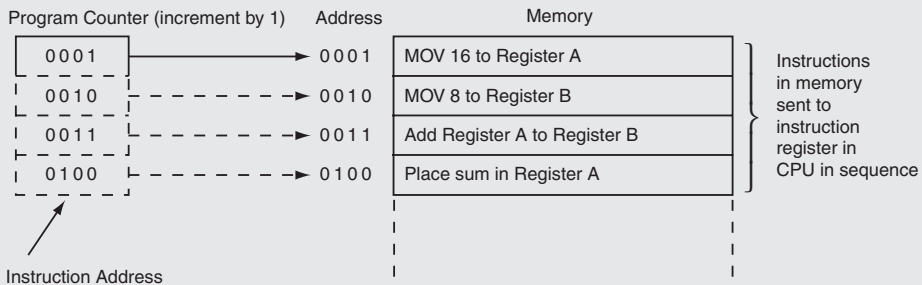 Program Counter (increment by 1) Address Memory
0001 0001 MOV 16 to Register A
0010 0010 MOV 8 to Register B
0011 0011 Add Register A to Register B
0100 0100 Place sum in Register A
Instructions
in memory
sent to
instruction
register in
CPU in sequence
Instruction Address